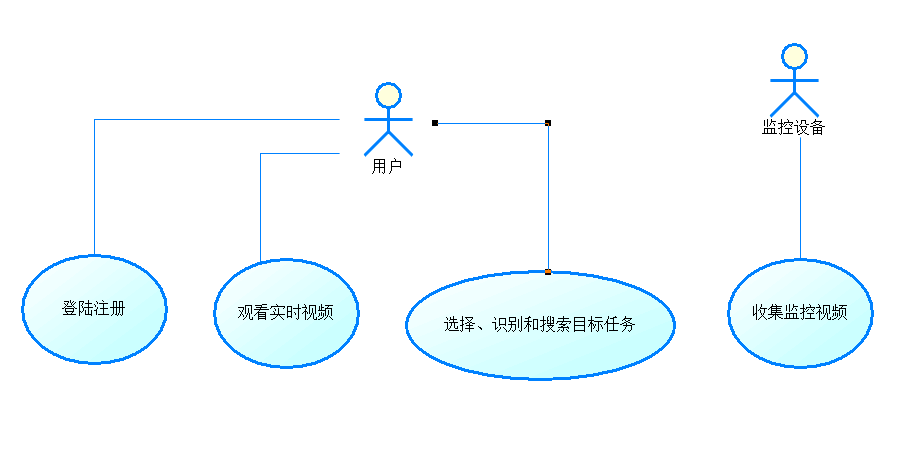 监控设备
用户
登陆注册
观看实时视频
选择、识别和搜索目标任务
收集监控视频